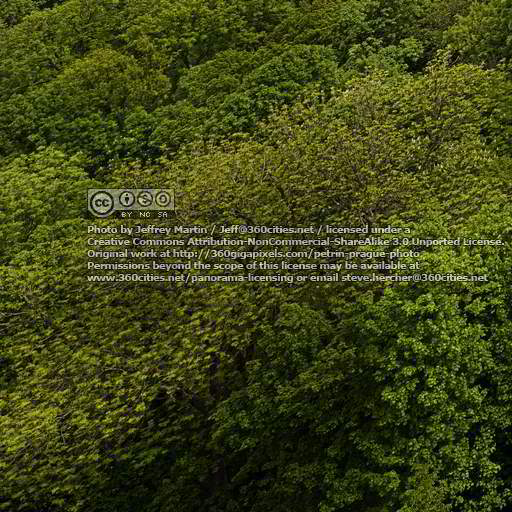 cc
BY NC SA
Photo by Jeffrey Martin / Jeff@360cities.net / licensed under a
Creative Commons Attribution-NonCommercial-ShareAlike 3.0 Unported License.
Original work at http://360gigapixels.com/petrin-prague-photo
Permissions beyond the scope of this license may be available at
www.360cities.net/panorama-licensing or email steve.hercher@360cities.net